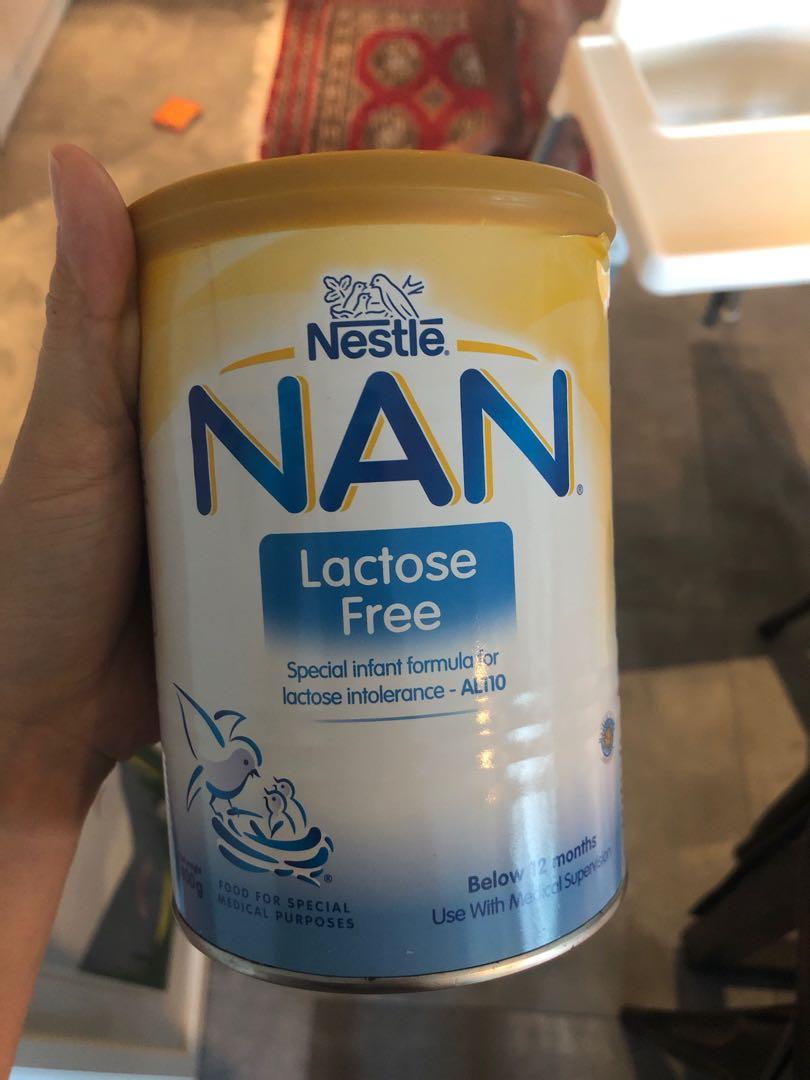 Nestlé
NAN
Lactose
Free
Special infant formula for
lactose intolerance - AL110
Below 12 months
Use With Medical Supervision
FOOD FOR SPECIAL
MEDICAL PURPOSES